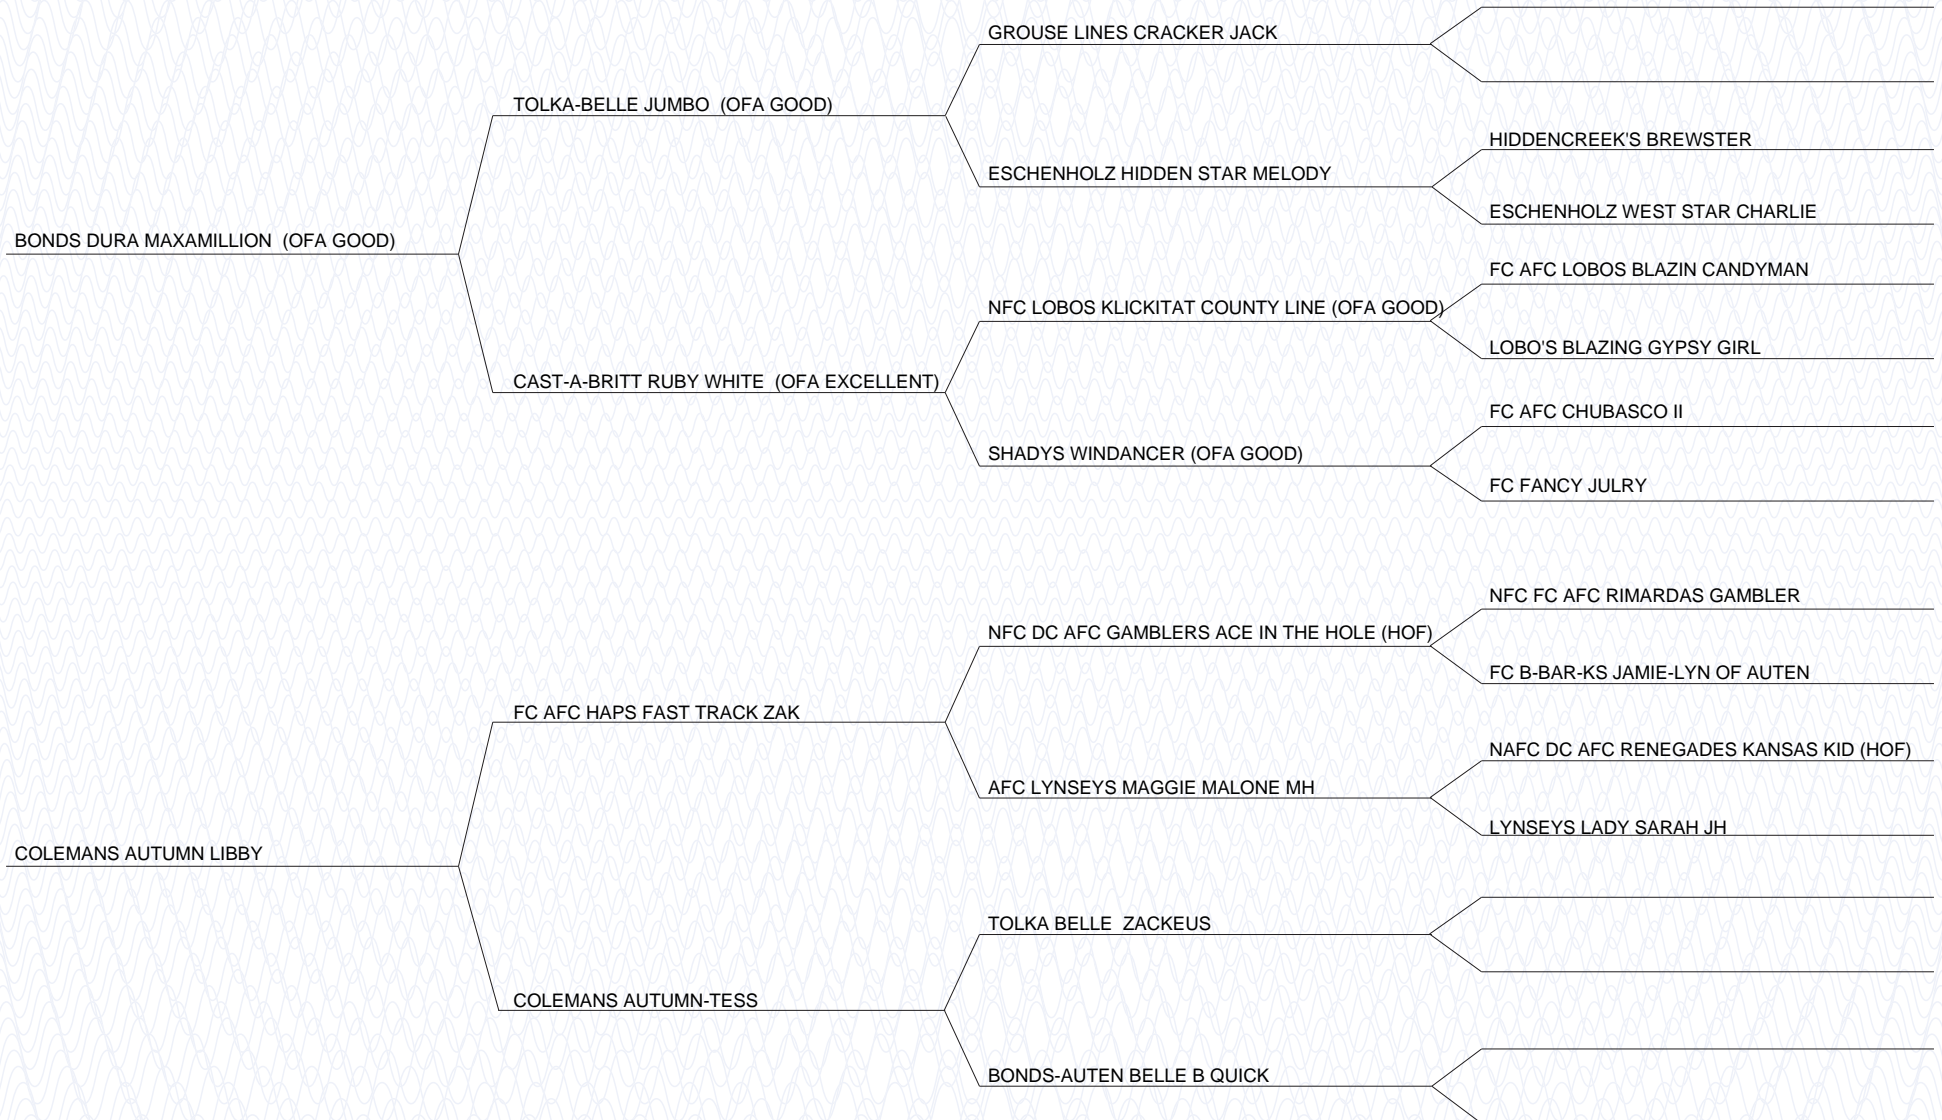 GROUSE LINES CRACKER JACK
TOLKA-BELLE JUMBO (OFA GOOD)
HIDDENCREEK'S BREWSTER
ESCHENHOLZ HIDDEN STAR MELODY
ESCHENHOLZ WEST STAR CHARLIE
BONDS DURA MAXAMILLION (OFA GOOD)
FC AFC LOBOS BLAZIN CANDYMAN
NFC LOBOS KLICKITAT COUNTY LINE (OFA GOOD)
LOBO'S BLAZING GYPSY GIRL
CAST-A-BRITT RUBY WHITE (OFA EXCELLENT)
FC AFC CHUBASCO II
SHADYS WINDANCER (OFA GOOD)
FC FANCY JULRY
NFC FC AFC RIMARDAS GAMBLER
NFC DC AFC GAMBLERS ACE IN THE HOLE (HOF)
FC B-BAR-KS JAMIE-LYN OF AUTEN
FC AFC HAPS FAST TRACK ZAK
NAFC DC AFC RENEGADES KANSAS KID (HOF)
AFC LYNSEYS MAGGIE MALONE MH
LYNSEYS LADY SARAH JH
COLEMANS AUTUMN LIBBY
TOLKA BELLE ZACKEUS
COLEMANS AUTUMN-TESS
BONDS-AUTEN BELLE B QUICK